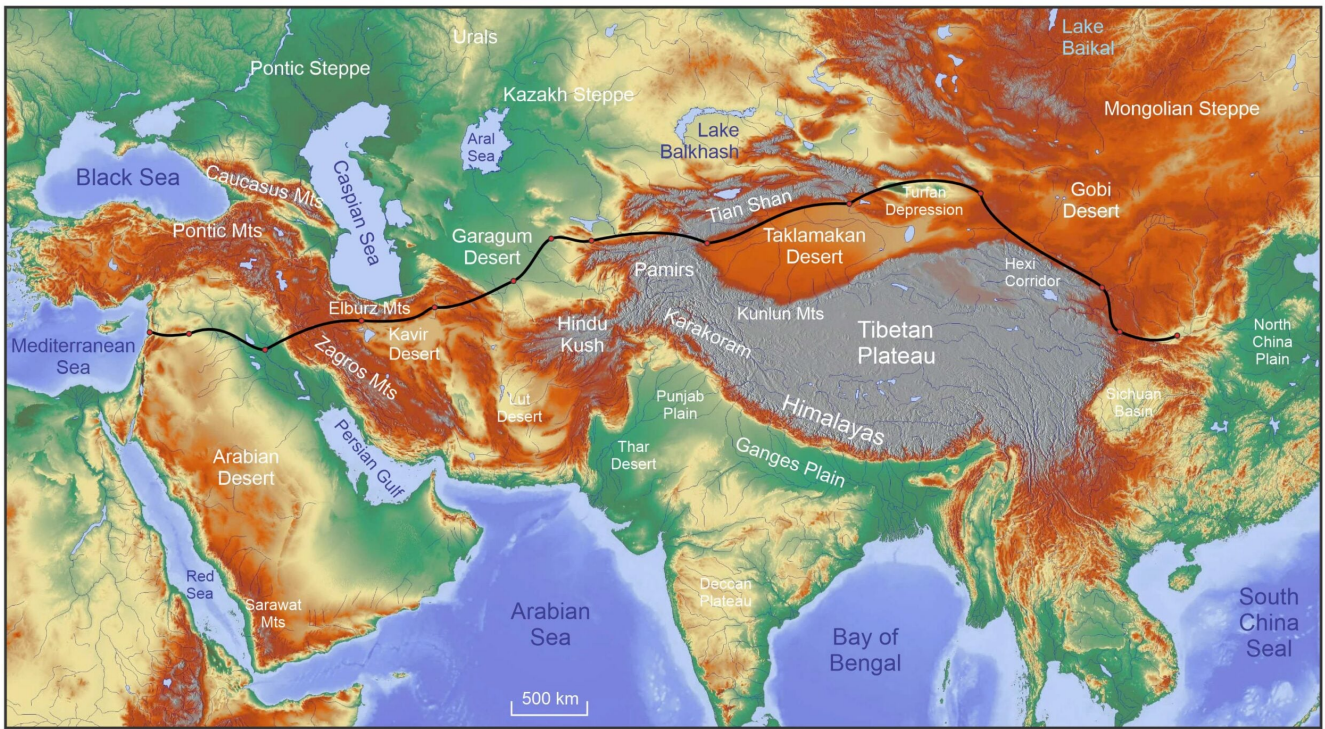 Urals
Lake
Baikal
Pontic Steppe
Kazakh Steppe
Mongolian Steppe
Aral
Sea
Lake
Balkhash
Black Sea
Caucasus Mts
Caspian Sea
Tian Shan
Turfan
Depression
Gobi
Desert
Pontic Mts
Garagum
Desert
Taklamakan
Desert
Pamirs
Hexi
Corridor
Elburz Mts
Kunlun Mts
Mediterranean
Sea
Kavir
Desert
Hindu
Kush
Karakoram
Tibetan
Plateau
North
China
Plain
Zagros Mts
Lut
Desert
Punjab
Plain
Himalayas
Sichuan
Basin
Persian Gulf
Arabian
Desert
Thar
Desert
Ganges Plain
Red
Sea
Sarawat
Mts
Arabian
Sea
Deccan
Plateau
Bay of
Bengal
South
China
Seal
500 km